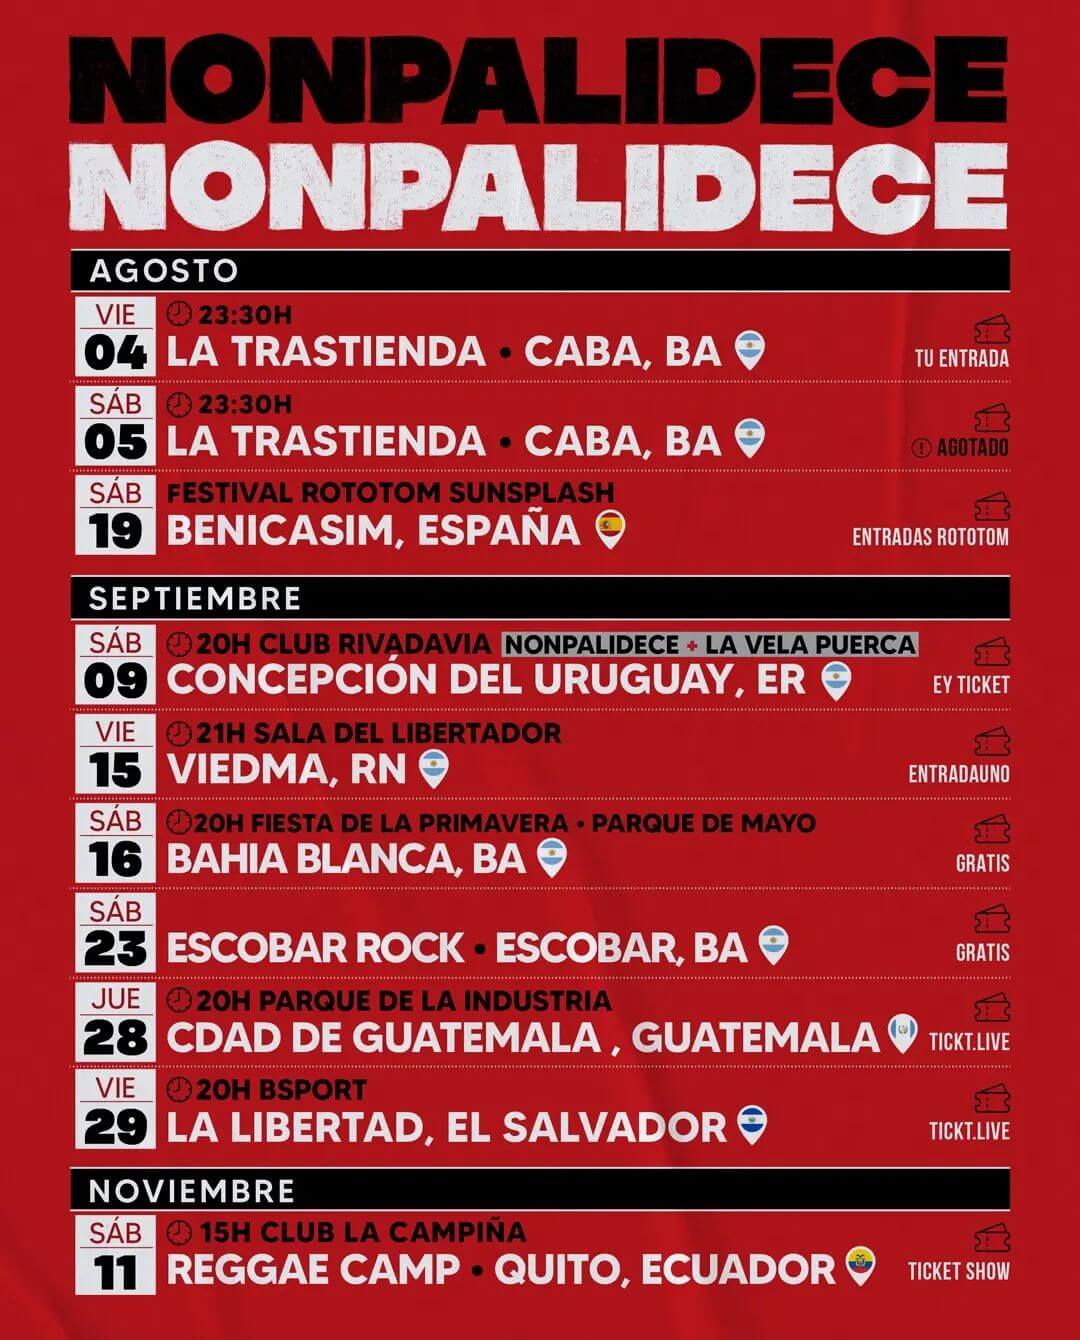 NONPALIDECE
NONPALIDECE
AGOSTO
VIE
04
23:30H
LA TRASTIENDA • CABA, BA
TU ENTRADA
SÁB
05
23:30H
LA TRASTIENDA • CABA, BA
AGOTADO
SÁB
19
FESTIVAL ROTOTOM SUNSPLASH
BENICASIM, ESPAÑA
ENTRADAS ROTOTOM
SEPTIEMBRE
SÁB
09
20H CLUB RIVADAVIA NONPALIDECE + LA VELA PUERCA
CONCEPCIÓN DEL URUGUAY, ER
EY TICKET
VIE
15
21H SALA DEL LIBERTADOR
VIEDMA, RN
ENTRADAUNO
SÁB
16
20H FIESTA DE LA PRIMAVERA • PARQUE DE MAYO
BAHIA BLANCA, BA
GRATIS
SÁB
23
ESCOBAR ROCK • ESCOBAR, BA
GRATIS
JUE
28
20H PARQUE DE LA INDUSTRIA
CDAD DE GUATEMALA , GUATEMALA
TICKT.LIVE
VIE
29
20H BSPORT
LA LIBERTAD, EL SALVADOR
TICKT.LIVE
NOVIEMBRE
SÁB
11
15H CLUB LA CAMPIÑA
REGGAE CAMP • QUITO, ECUADOR
TICKET SHOW